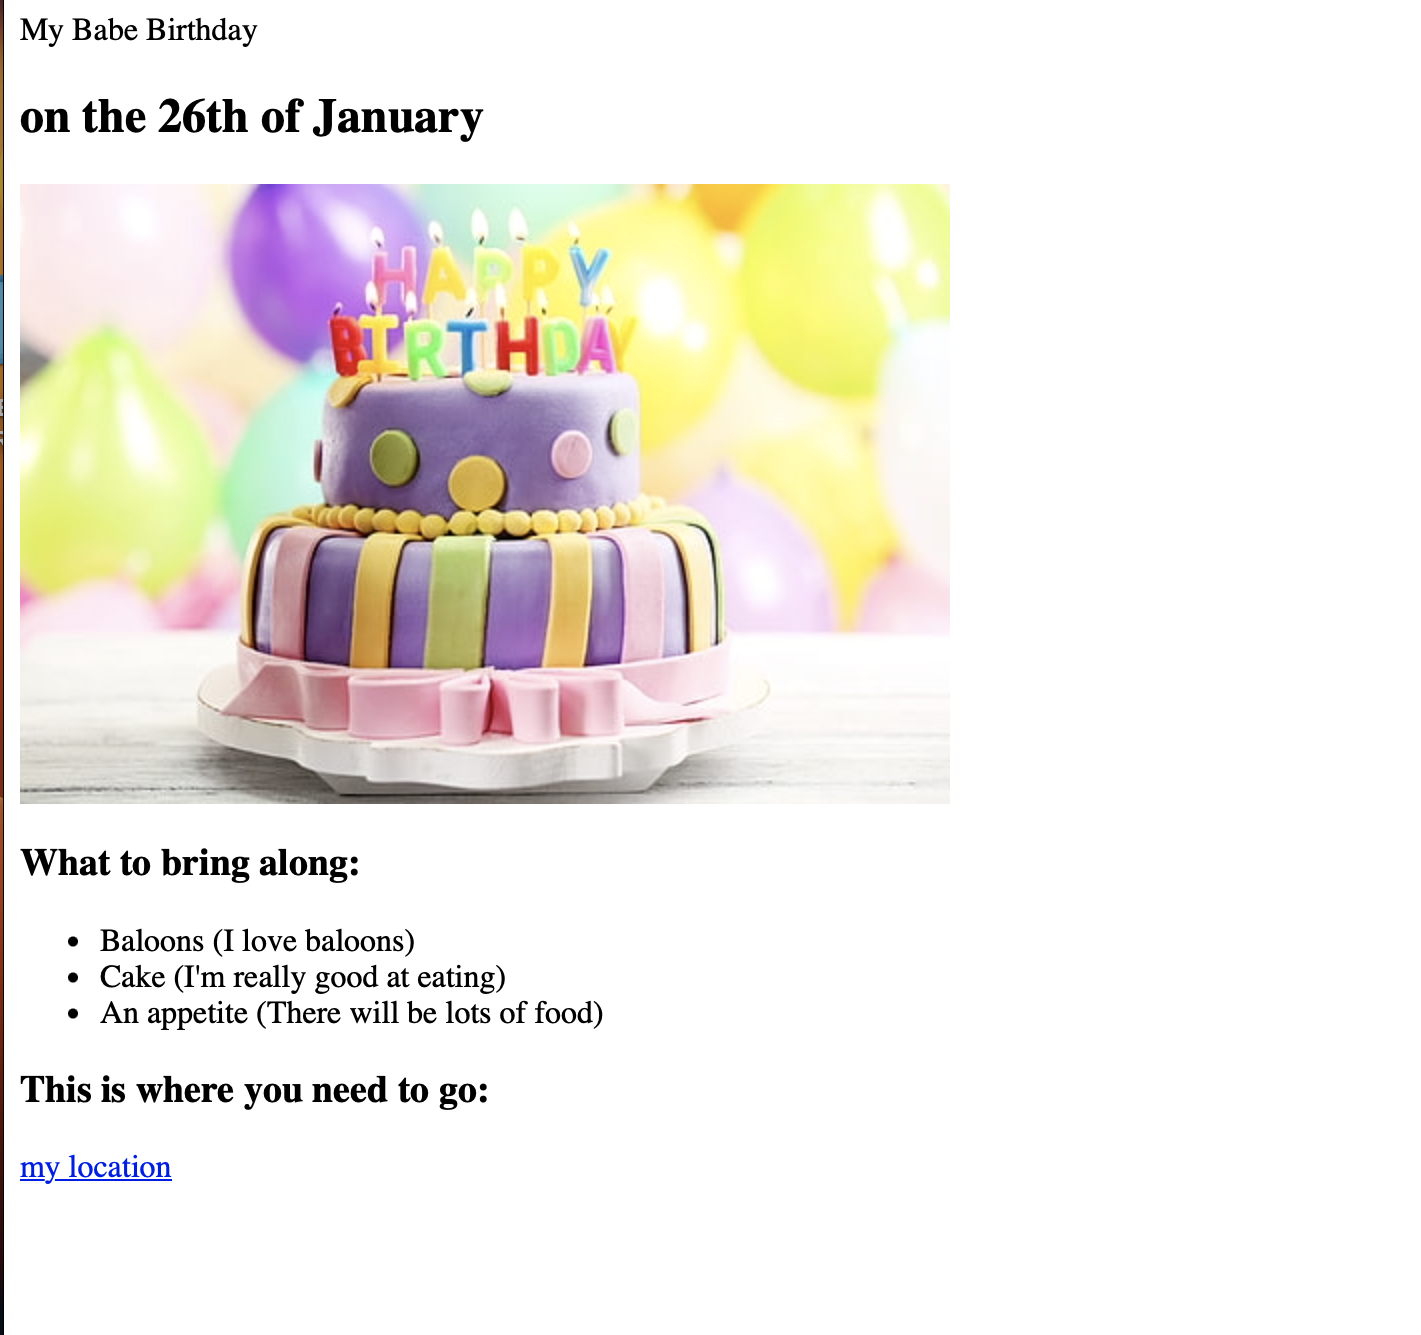 My Babe Birthday
on the 26th of January
HAPPY
BIRTHDAY
What to bring along:
Baloons (I love baloons)
Cake (I'm really good at eating)
An appetite (There will be lots of food)
This is where you need to go:
my location